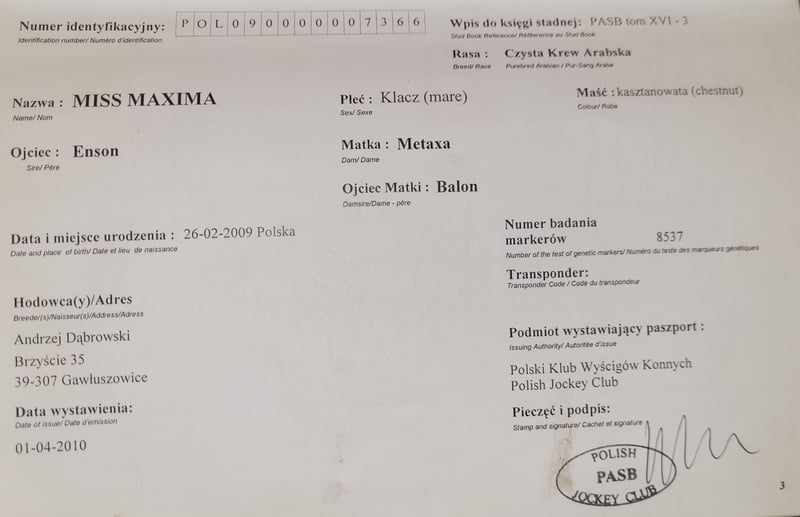 Numer identyfikacyjny: POL090000007366
Identification number/ Numéro d'identification
Wpis do księgi stadnej: PASB tom XVI - 3
Stud Book Reference/ Référence au Stud Book
Rasa : Czysta Krew Arabska
Breed/ Race Purebred Arabian / Pur-Sang Arabe
Nazwa : MISS MAXIMA
Name/ Nom
Płeć : Klacz (mare)
Sex/ Sexe
Maść : kasztanowata (chestnut)
Colour/ Robe
Ojciec : Enson
Sire/ Père
Matka : Metaxa
Dam/ Dame
Ojciec Matki : Balon
Damsire/Dame - père
Data i miejsce urodzenia : 26-02-2009 Polska
Date and place of birth/ Date et lieu de naissance
Numer badania
markerów 8537
Number of the test of genetic markers/ Numéro du teste des marqueurs génétiques
Transponder:
Transponder Code / Code du transpondeur
Hodowca(y)/Adres
Breeder(s)/Naisseur(s)/Address/Adress
Andrzej Dąbrowski
Brzyście 35
39-307 Gawłuszowice
Podmiot wystawiający paszport :
Issuing Authority/ Autoritée d'issue
Polski Klub Wyścigów Konnych
Polish Jockey Club
Data wystawienia:
Date of issue/ Date d'emission
01-04-2010
Pieczęć i podpis:
Stamp and signature/ Cachet et signature
POLISH
PASB
JOCKEY CLUB
3